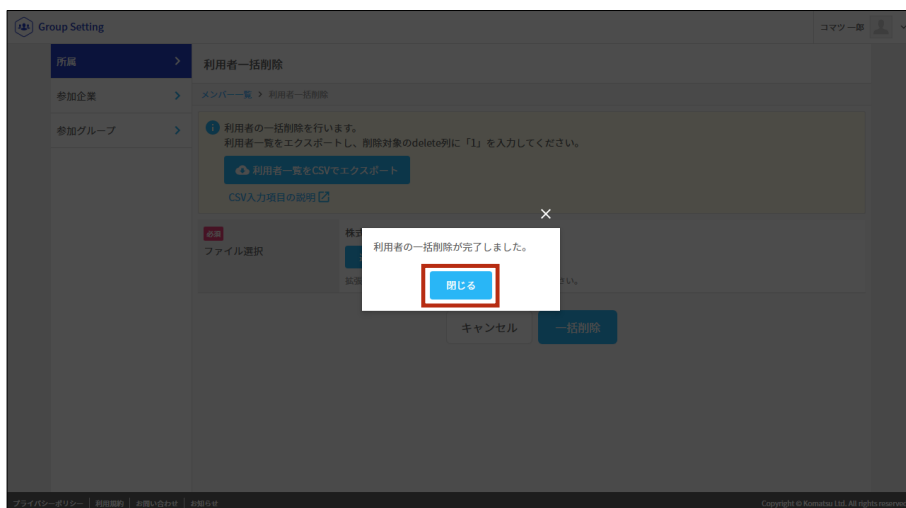 Group Setting
コマツ 一郎
所属
参加企業
参加グループ
利用者一括削除
メンバー一覧 > 利用者一括削除
利用者の一括削除を行います。
利用者一覧をエクスポートし、削除対象のdelete列に「1」を入力してください。
利用者一覧をCSVでエクスポート
CSV入力項目の説明
必須
ファイル選択
株式
利用者の一括削除が完了しました。
閉じる
拡張
さい。
キャンセル
一括削除
プライバシーポリシー | 利用規約 | お問い合わせ | お知らせ
Copyright © Komatsu Ltd. All rights reserved